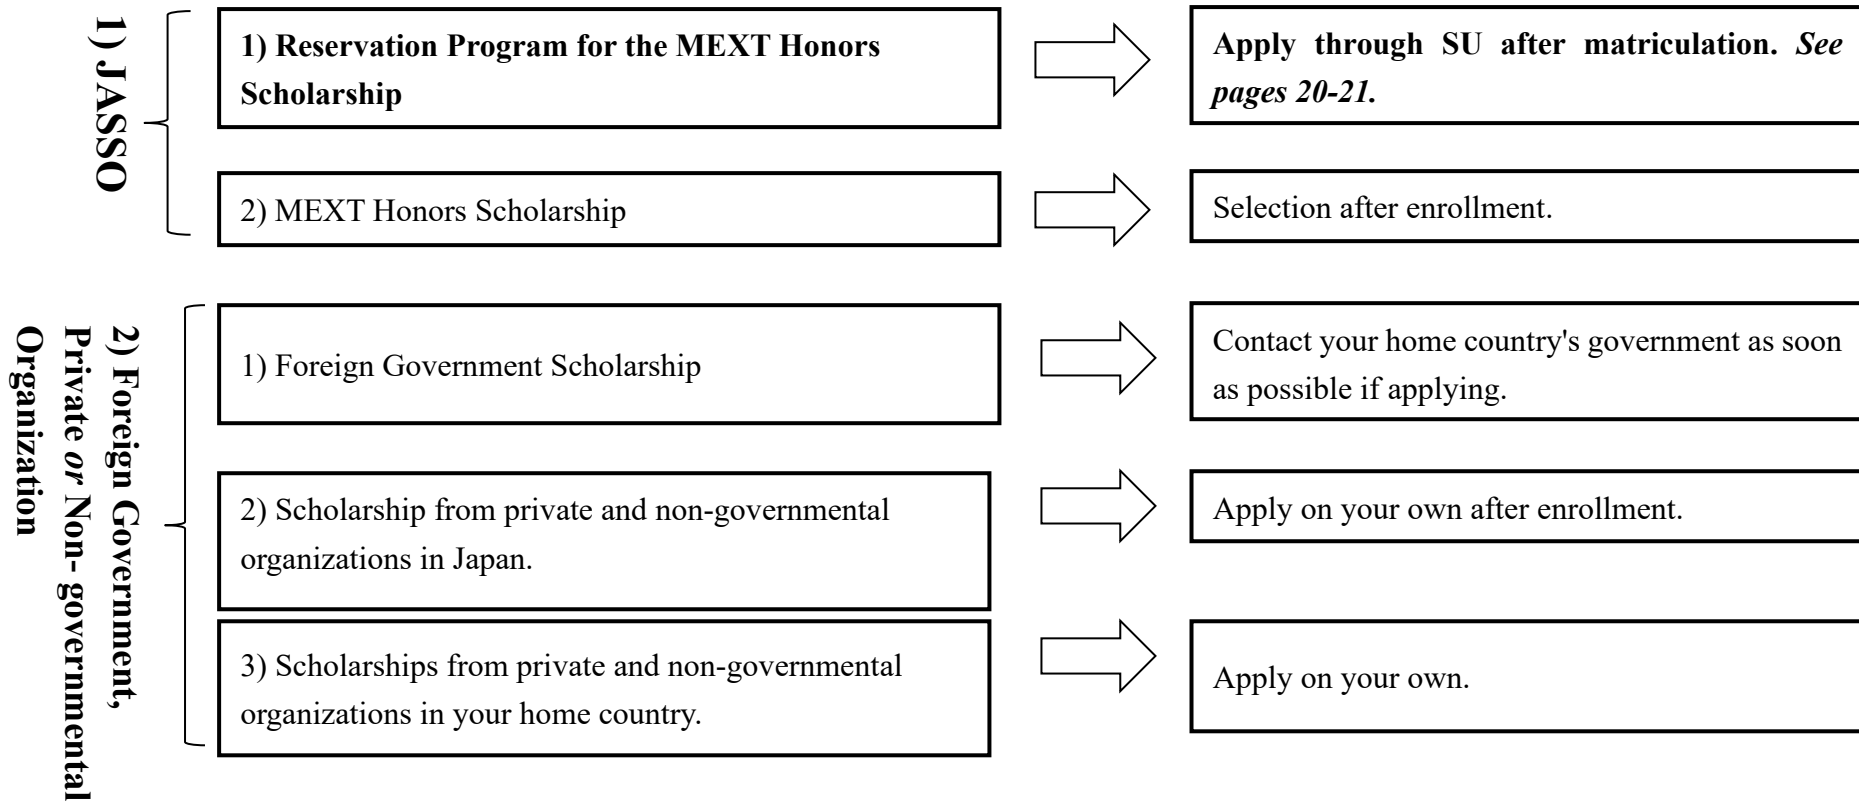 1) JASSO
1) Reservation Program for the MEXT Honors
Scholarship
Apply through SU after matriculation. See
pages 20-21.
2) MEXT Honors Scholarship
Selection after enrollment.
2) Foreign Government,
Private or Non- governmental
Organization
1) Foreign Government Scholarship
Contact your home country's government as soon
as possible if applying.
2) Scholarship from private and non-governmental
organizations in Japan.
Apply on your own after enrollment.
3) Scholarships from private and non-governmental
organizations in your home country.
Apply on your own.